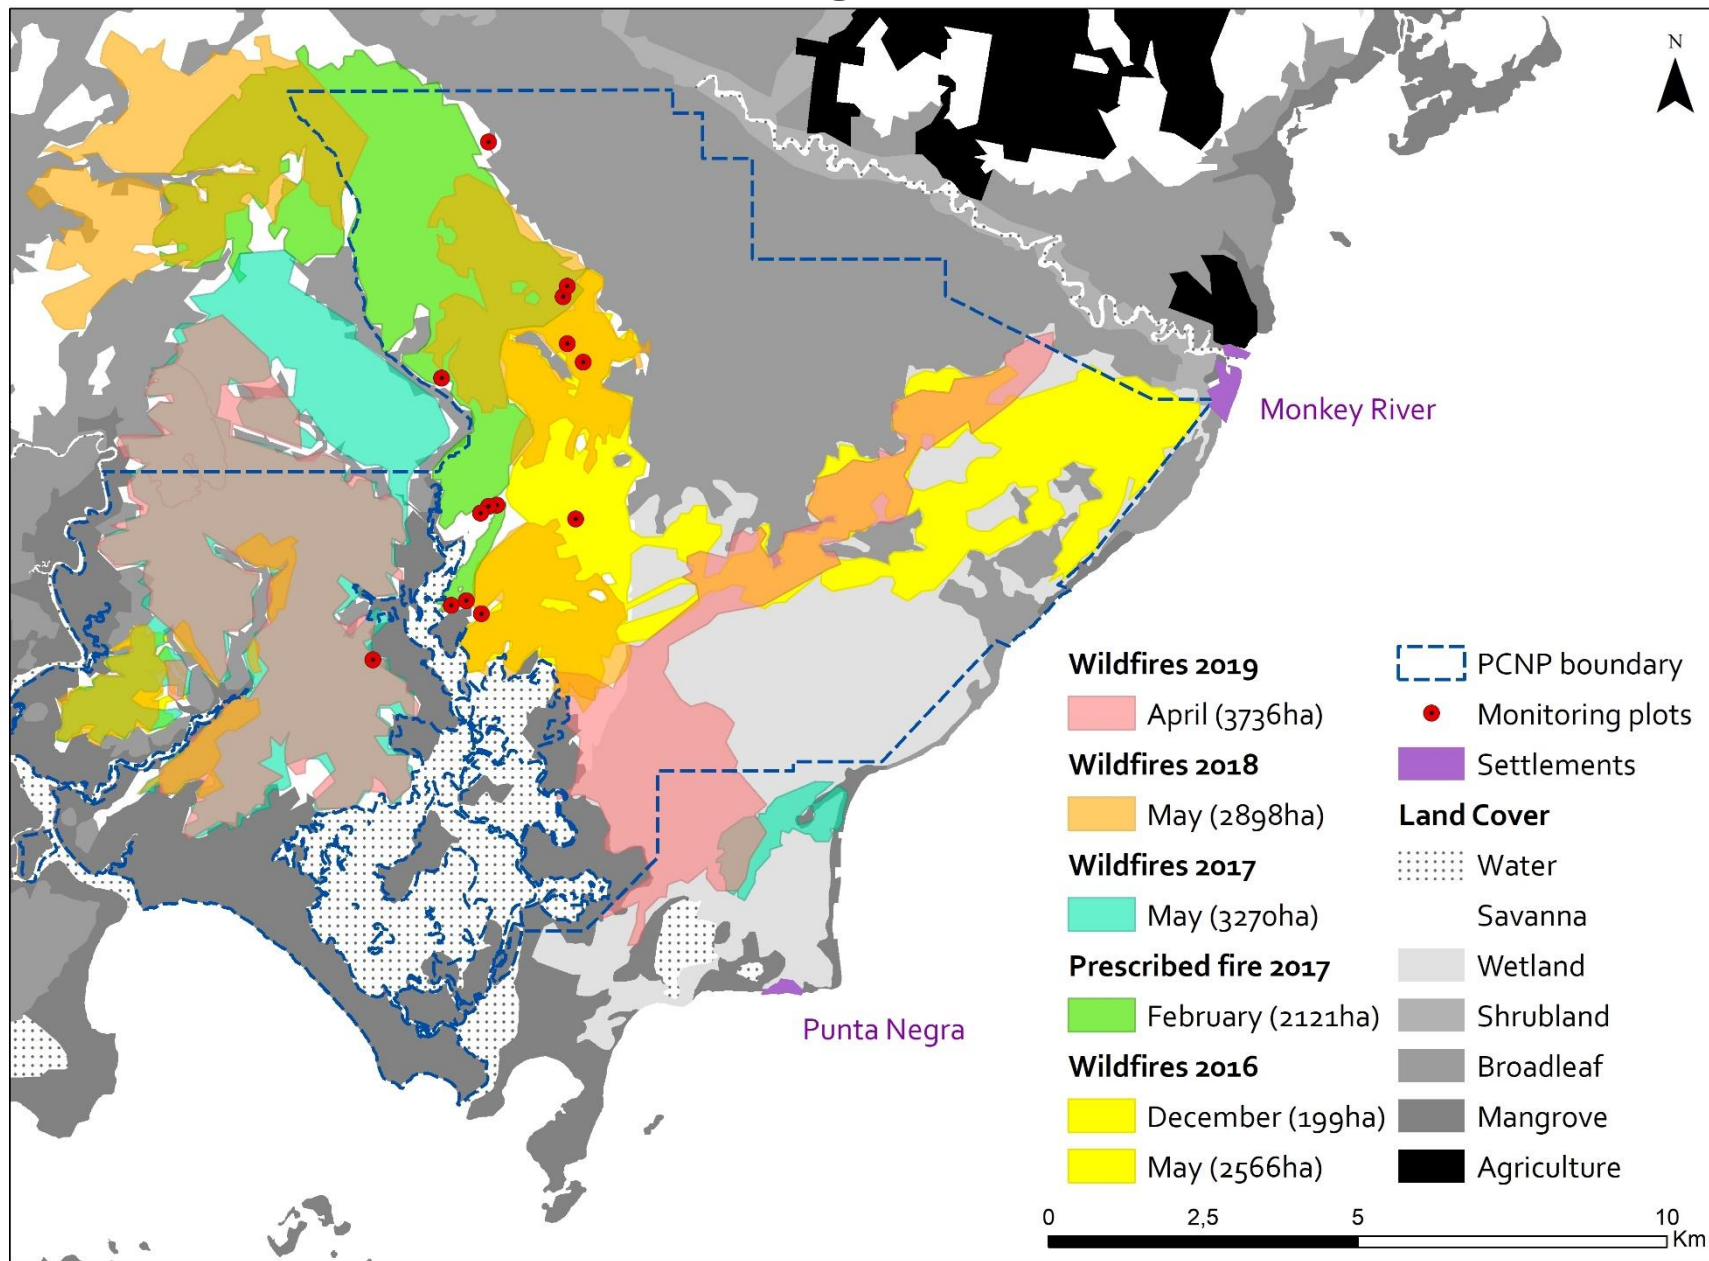 N
Monkey River
Punta Negra
Wildfires 2019
April (3736ha)
Wildfires 2018
May (2898ha)
Wildfires 2017
May (3270ha)
Prescribed fire 2017
February (2121ha)
Wildfires 2016
December (199ha)
May (2566ha)
PCNP boundary
Monitoring plots
Settlements
Land Cover
Water
Savanna
Wetland
Shrubland
Broadleaf
Mangrove
Agriculture
0 2,5 5 10
Km